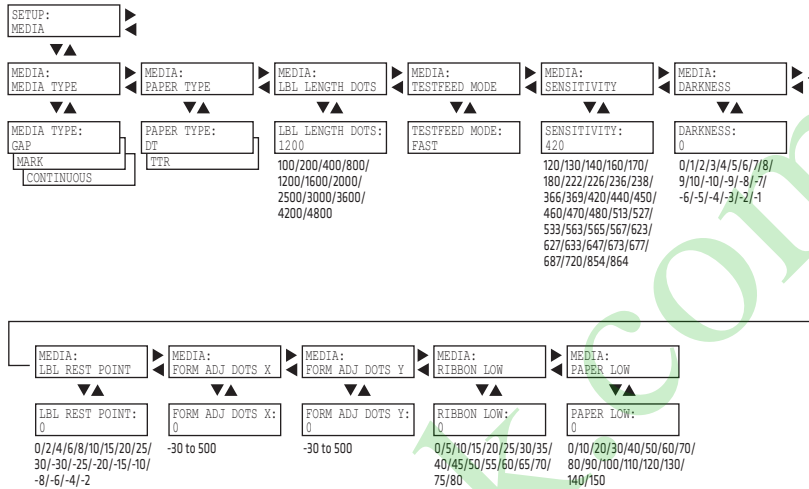 SETUP:
MEDIA
MEDIA:
MEDIA TYPE
MEDIA:
PAPER TYPE
MEDIA:
LBL LENGTH DOTS
MEDIA:
TESTFEED MODE
MEDIA:
SENSITIVITY
MEDIA:
DARKNESS
MEDIA TYPE:
GAP
MARK
CONTINUOUS
PAPER TYPE:
DT
TTR
LBL LENGTH DOTS:
1200
100/200/400/800/
1200/1600/2000/
2500/3000/3600/
4200/4800
TESTFEED MODE:
FAST
SENSITIVITY:
420
120/130/140/160/170/
180/222/226/236/238/
366/369/420/440/450/
460/470/480/513/527/
533/563/565/567/623/
627/633/647/673/677/
687/720/854/864
DARKNESS:
0
0/1/2/3/4/5/6/7/8/
9/10/-10/-9/-8/-7/
-6/-5/-4/-3/-2/-1
MEDIA:
LBL REST POINT
MEDIA:
FORM ADJ DOTS X
MEDIA:
FORM ADJ DOTS Y
MEDIA:
RIBBON LOW
MEDIA:
PAPER LOW
LBL REST POINT:
0
0/2/4/6/8/10/15/20/25/
30/-30/-25/-20/-15/-10/
-8/-6/-4/-2
FORM ADJ DOTS X:
0
-30 to 500
FORM ADJ DOTS Y:
0
-30 to 500
RIBBON LOW:
0
0/5/10/15/20/25/30/35/
40/45/50/55/60/65/70/
75/80
PAPER LOW:
0
0/10/20/30/40/50/60/70/
80/90/100/110/120/130/
140/150
k.com